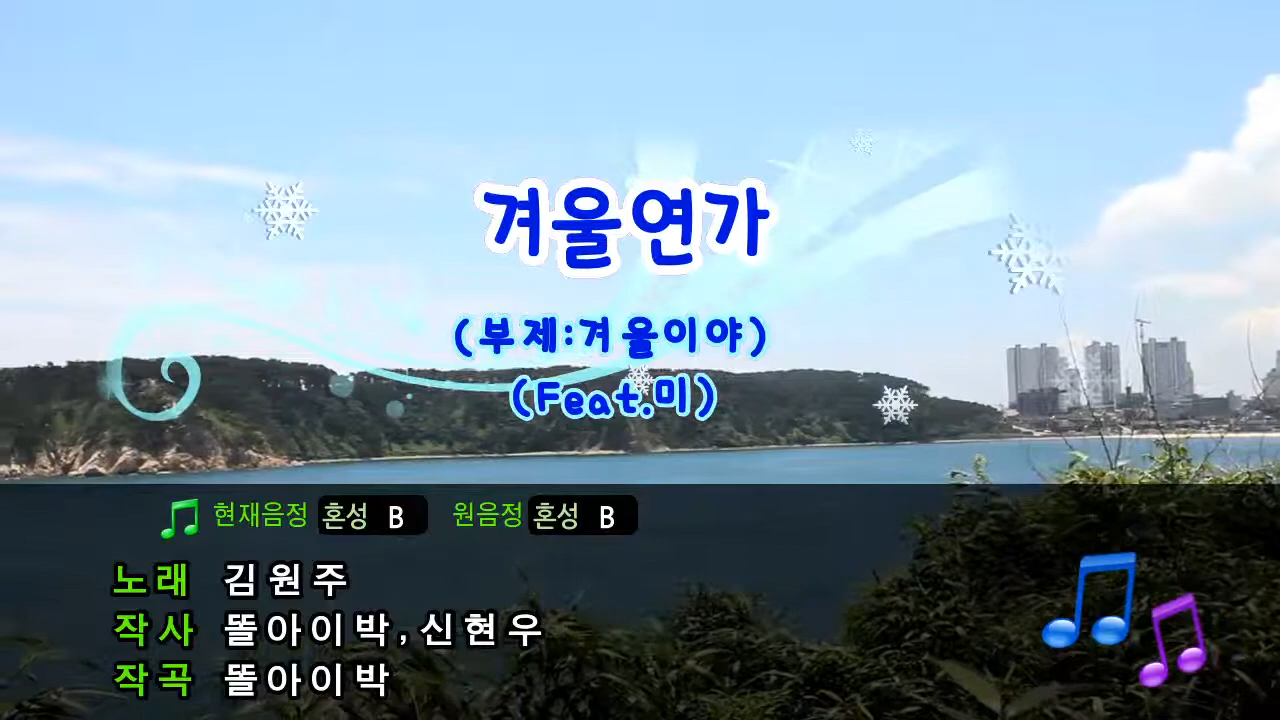 겨울연가
(부제:겨울이야)
(Feat.미)
현재음정 혼성 B 원음정 혼성 B
노래 김원주
작사 똘아이박,신현우
작곡 똘아이박